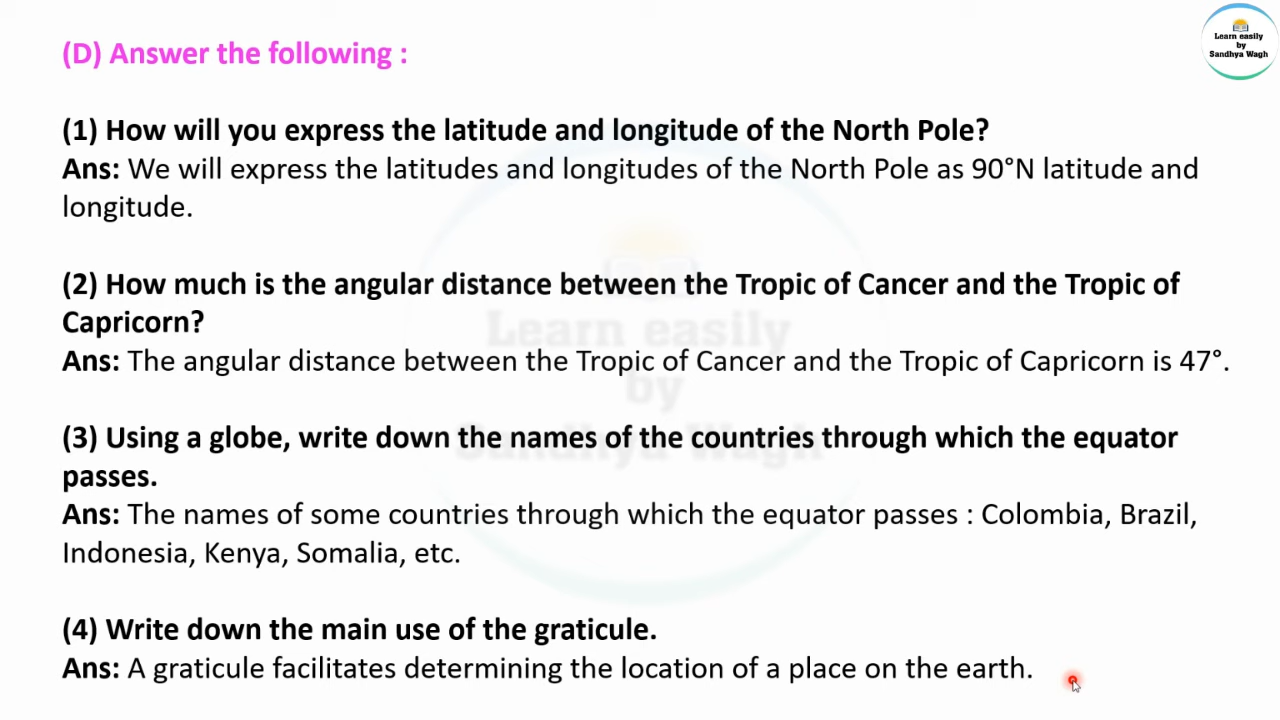 Learn easily
by
Sandhya Wagh
(D) Answer the following :
(1) How will you express the latitude and longitude of the North Pole?
Ans: We will express the latitudes and longitudes of the North Pole as 90°N latitude and
longitude.
(2) How much is the angular distance between the Tropic of Cancer and the Tropic of
Capricorn?
Ans: The angular distance between the Tropic of Cancer and the Tropic of Capricorn is 47°.
(3) Using a globe, write down the names of the countries through which the equator
passes.
Ans: The names of some countries through which the equator passes : Colombia, Brazil,
Indonesia, Kenya, Somalia, etc.
(4) Write down the main use of the graticule.
Ans: A graticule facilitates determining the location of a place on the earth.
Learn easily
by
Sandhya Wagh